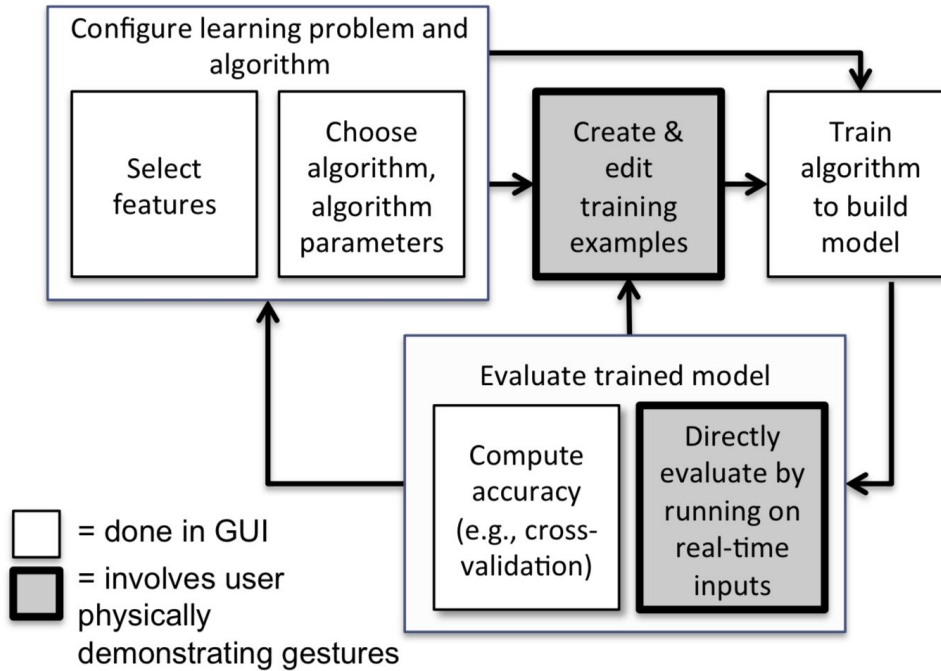 Configure learning problem and
algorithm
Select
features
Choose
algorithm,
algorithm
parameters
Create &
edit
training
examples
Train
algorithm
to build
model
Evaluate trained model
Compute
accuracy
(e.g., cross-
validation)
Directly
evaluate by
running on
real-time
inputs
= done in GUI
= involves user
physically
demonstrating gestures